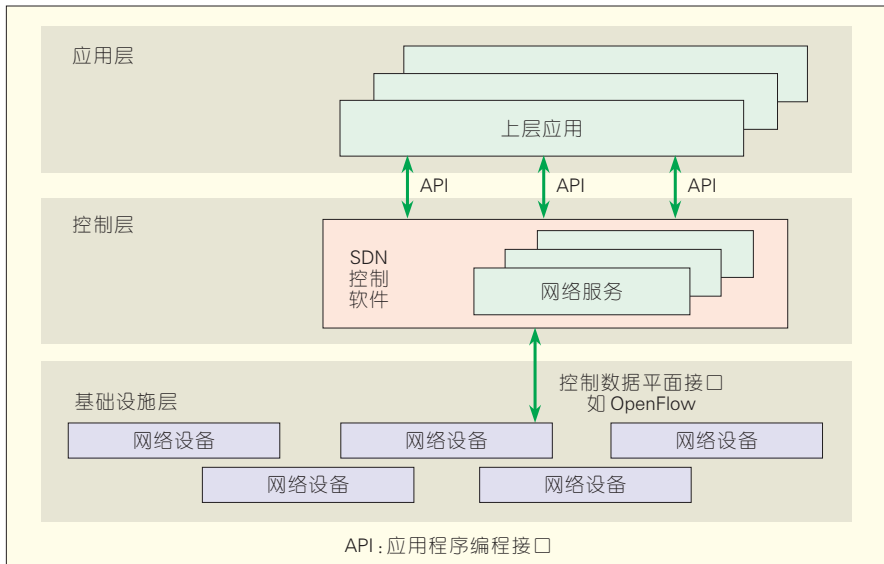 应用层
上层应用
API
API
API
控制层
SDN
控制
软件
网络服务
控制数据平面接口
如 OpenFlow
基础设施层
网络设备
网络设备
网络设备
网络设备
网络设备
API：应用程序编程接口